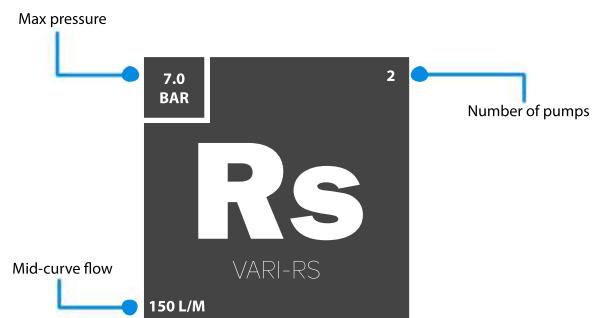 Max pressure
7.0
BAR
2
Number of pumps
Rs
VARI-RS
Mid-curve flow
150 L/M